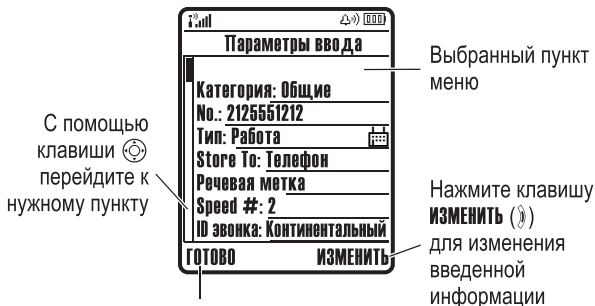 Параметры ввода
Категория: Общие
No.: 2125551212
Тип: Работа
Store To: Телефон
Речевая метка
Speed #: 2
ID звонка: Континентальный
ГОТОВО ИЗМЕНИТЬ
С помощью
клавиши
перейдите к
нужному пункту
Выбранный пункт
меню
Нажмите клавишу
ИЗМЕНИТЬ ( )
для изменения
введенной
информации